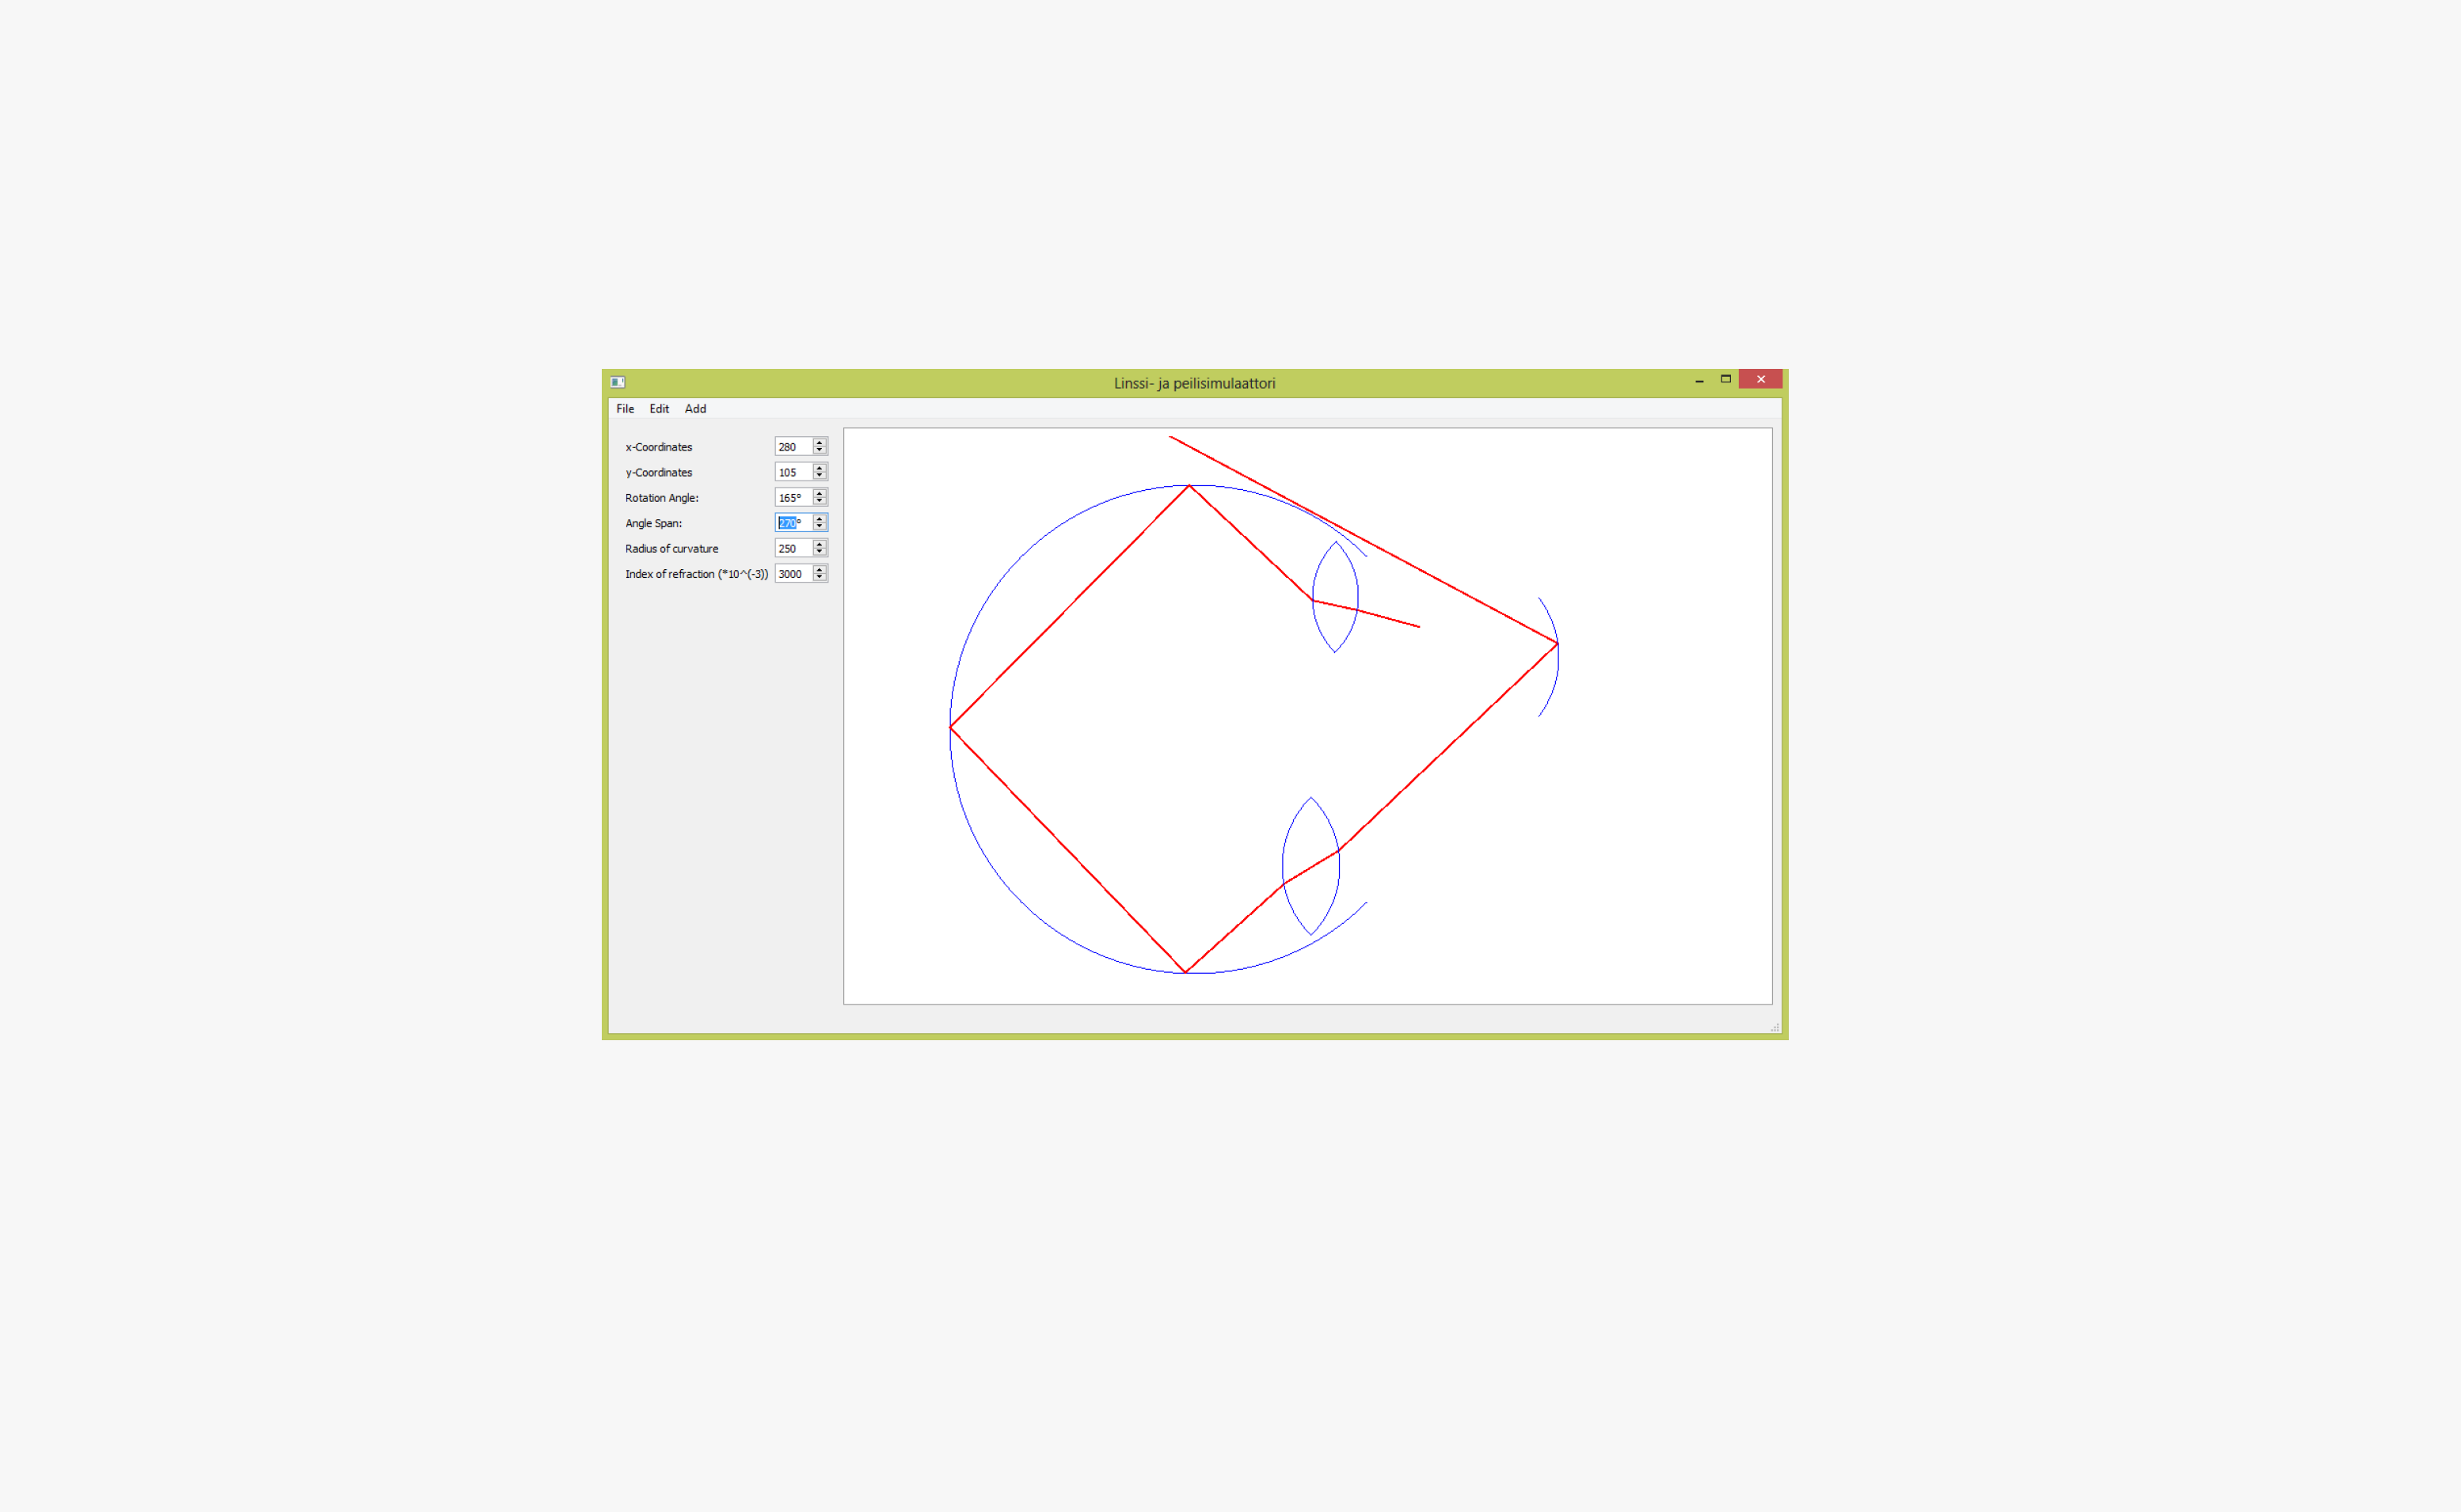 Linssi- ja peilisimulaattori
File Edit Add
x-Coordinates 280
y-Coordinates 105
Rotation Angle: 165°
Angle Span: 270°
Radius of curvature 250
Index of refraction (*10^(-3)) 3000